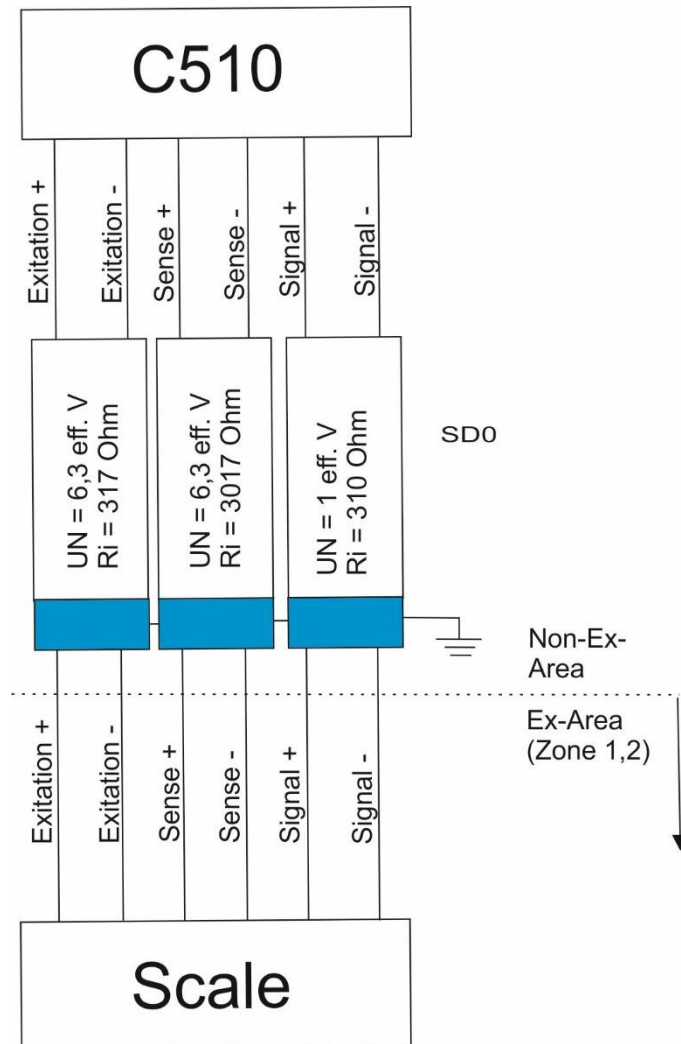 C510
Exitation +
Exitation -
Sense +
Sense -
Signal +
Signal -
UN = 6,3 eff. V
Ri = 317 Ohm
UN = 6,3 eff. V
Ri = 3017 Ohm
UN = 1 eff. V
Ri = 310 Ohm
SD0
Non-Ex-
Area
Ex-Area
(Zone 1,2)
Exitation +
Exitation -
Sense +
Sense -
Signal +
Signal -
Scale